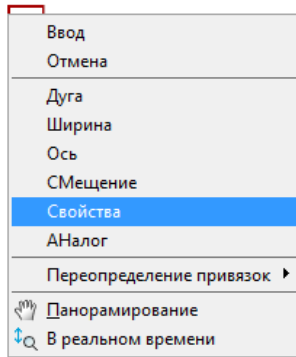 Ввод
Отмена
Дуга
Ширина
Ось
СМещение
Свойства
АНалог
Переопределение привязок
Панорамирование
В реальном времени